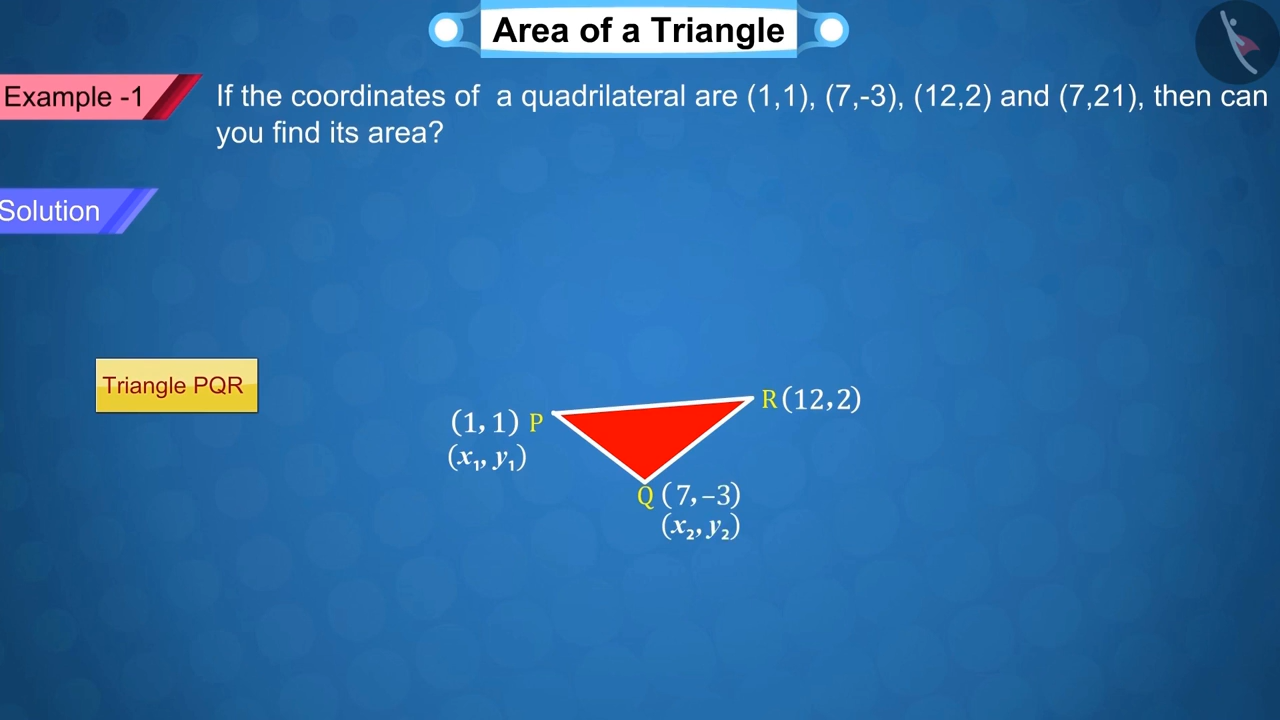 Area of a Triangle
Example -1
If the coordinates of a quadrilateral are (1,1), (7,-3), (12,2) and (7,21), then can
you find its area?
Solution
Triangle PQR
R (12,2)
(1, 1) P
(x₁, y₁)
Q (7, –3)
(x₂, y₂)